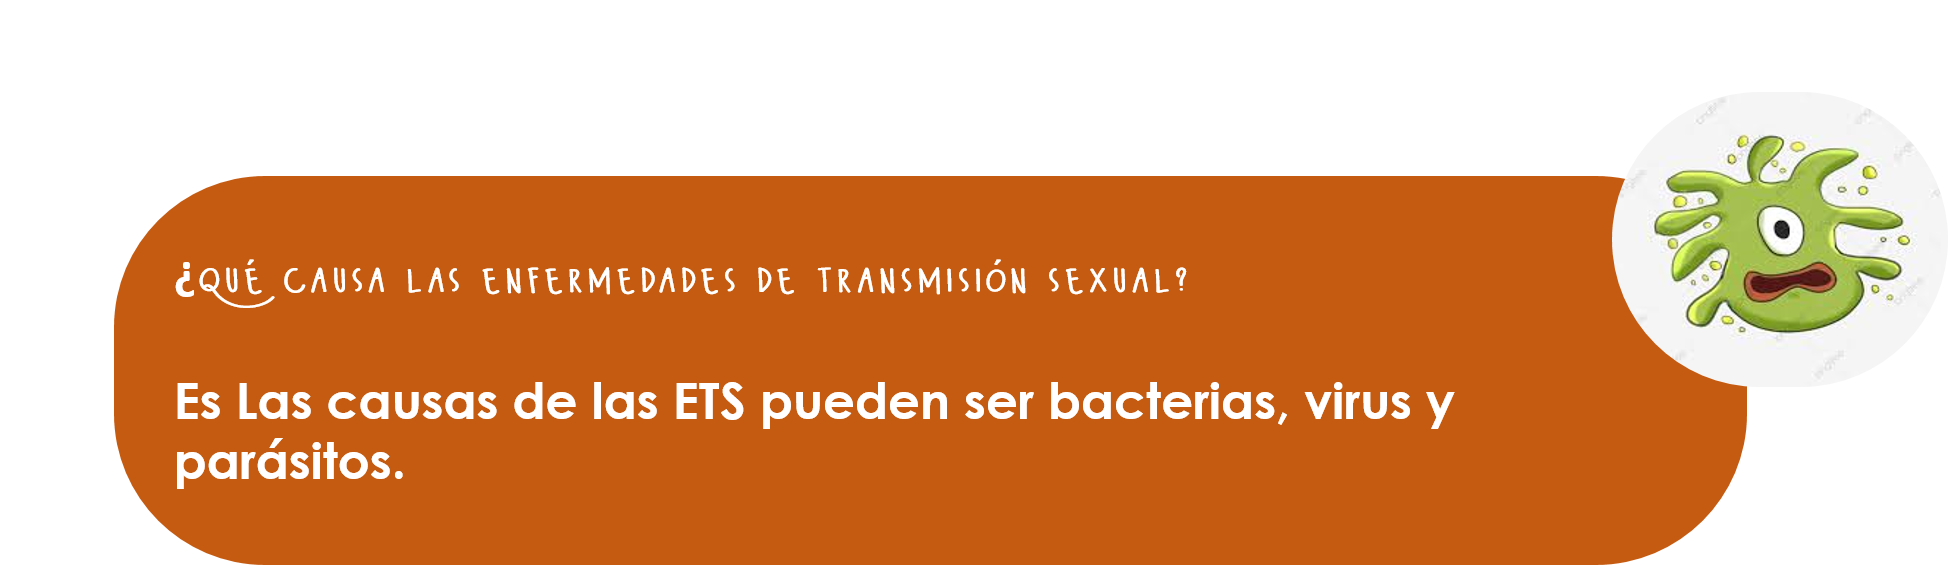 ¿QUÉ CAUSA LAS ENFERMEDADES DE TRANSMISIÓN SEXUAL?
Es Las causas de las ETS pueden ser bacterias, virus y
parásitos.